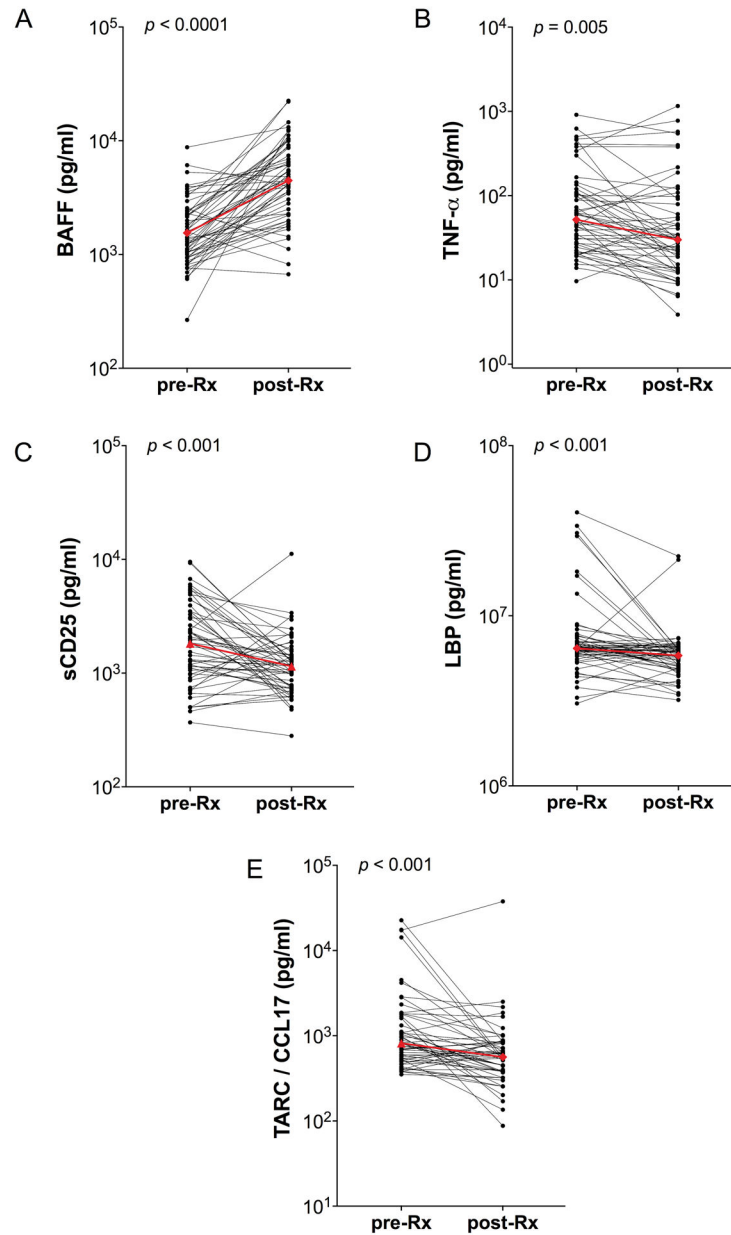 A
p < 0.0001
10⁵
10⁴
10³
10²
BAFF (pg/ml)
pre-Rx post-Rx
B
p = 0.005
10⁴
10³
10²
10¹
10⁰
TNF-α (pg/ml)
pre-Rx post-Rx
C
p < 0.001
10⁵
10⁴
10³
10²
sCD25 (pg/ml)
pre-Rx post-Rx
D
p < 0.001
10⁸
10⁷
10⁶
LBP (pg/ml)
pre-Rx post-Rx
E
p < 0.001
10⁵
10⁴
10³
10²
10¹
TARC / CCL17 (pg/ml)
pre-Rx post-Rx